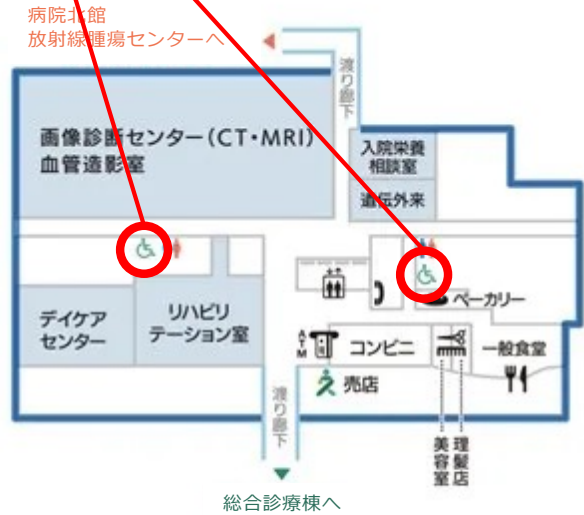 病院北館
放射線腫瘍センターへ
渡り廊下
画像診断センター(CT・MRI)
血管造影室
入院栄養
相談室
遺伝外来
ベーカリー
デイケア
センター
リハビリ
テーション室
ATM
コンビニ
一般食堂
売店
渡り廊下
美容室
理髪店
総合診療棟へ